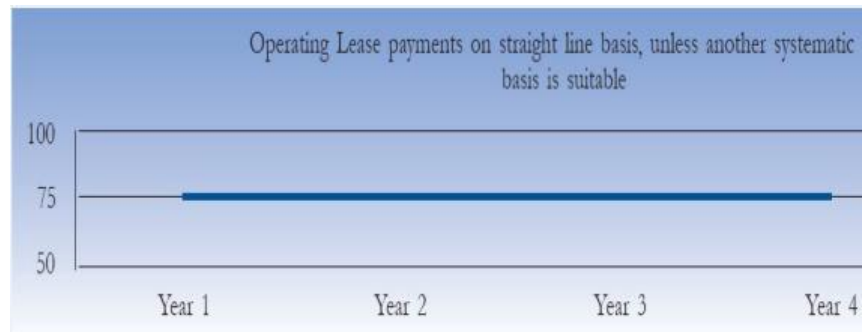 Operating Lease payments on straight line basis, unless another systematic
basis is suitable
100
75
50
Year 1 Year 2 Year 3 Year 4